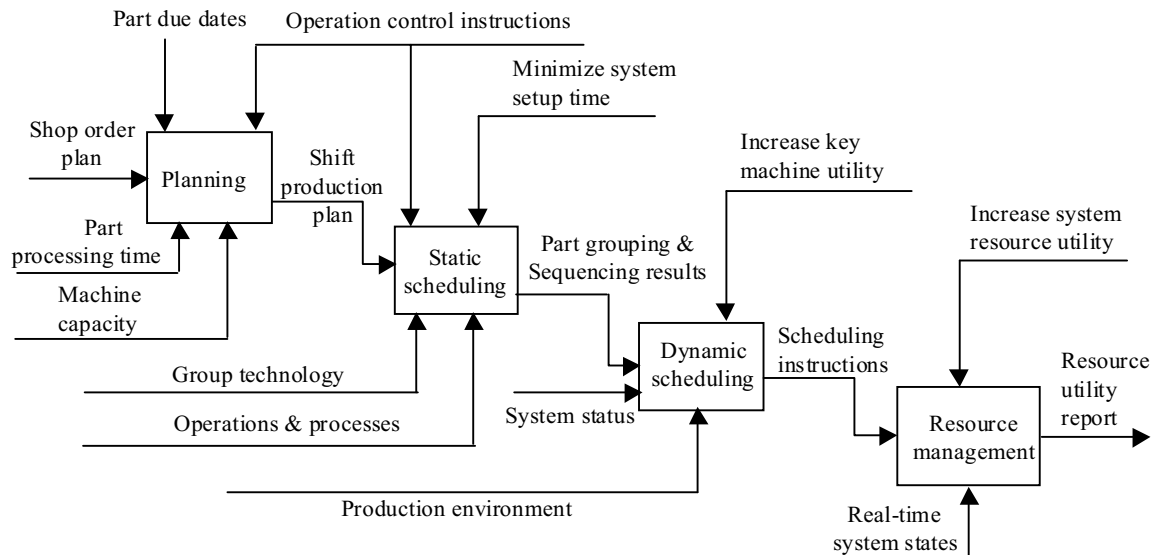 Part due dates
Operation control instructions
Minimize system
setup time
Shop order
plan
Planning
Shift
production
plan
Increase key
machine utility
Part
processing time
Machine
capacity
Static
scheduling
Part grouping &
Sequencing results
Increase system
resource utility
Group technology
Operations & processes
System status
Dynamic
scheduling
Scheduling
instructions
Resource
utility
report
Resource
management
Production environment
Real-time
system states